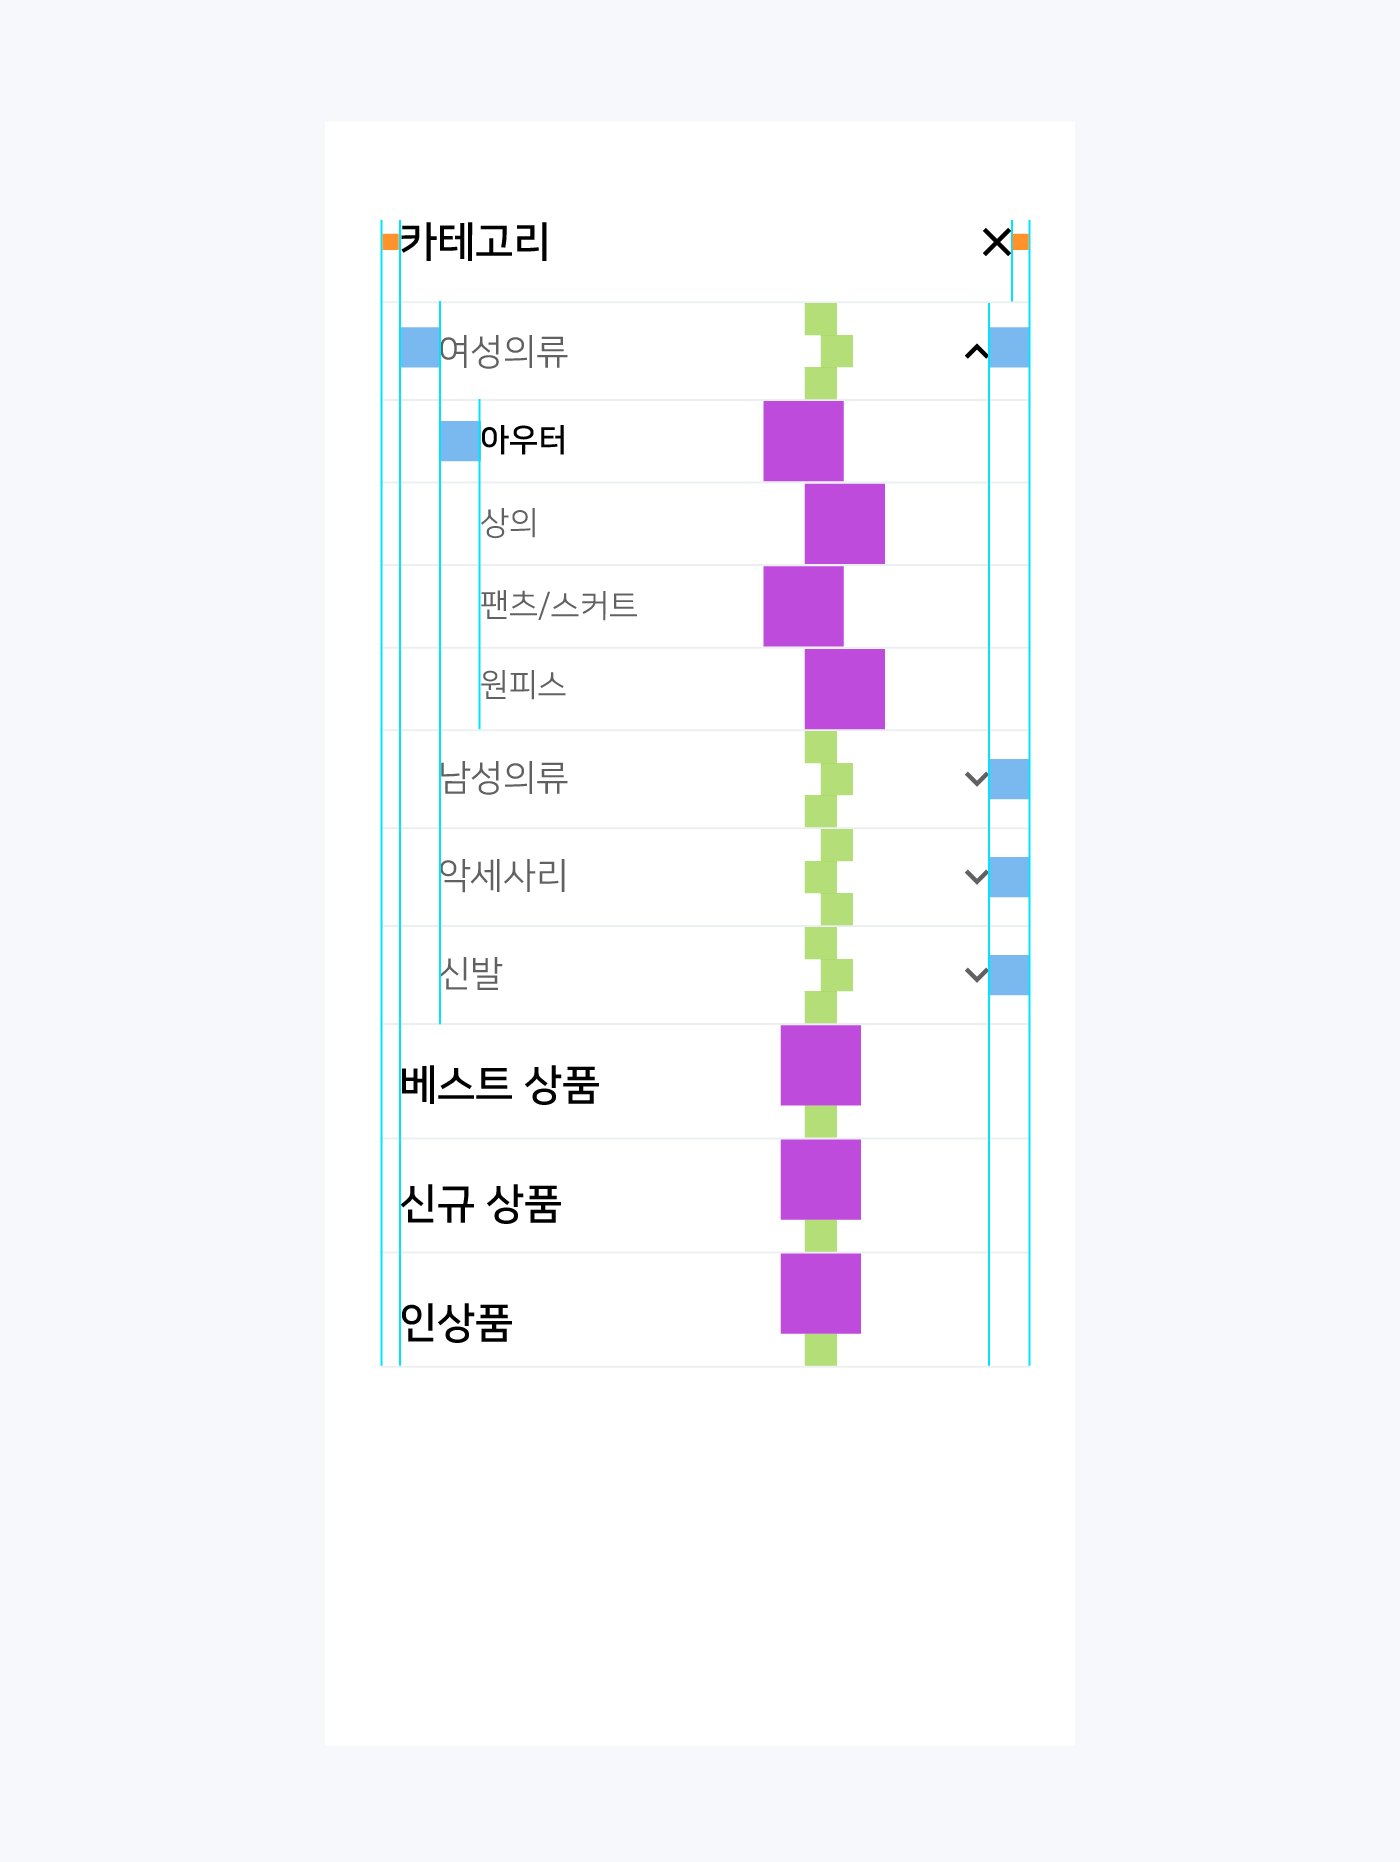 카테고리
여성의류
아우터
상의
팬츠/스커트
원피스
남성의류
악세사리
신발
베스트 상품
신규 상품
인상품